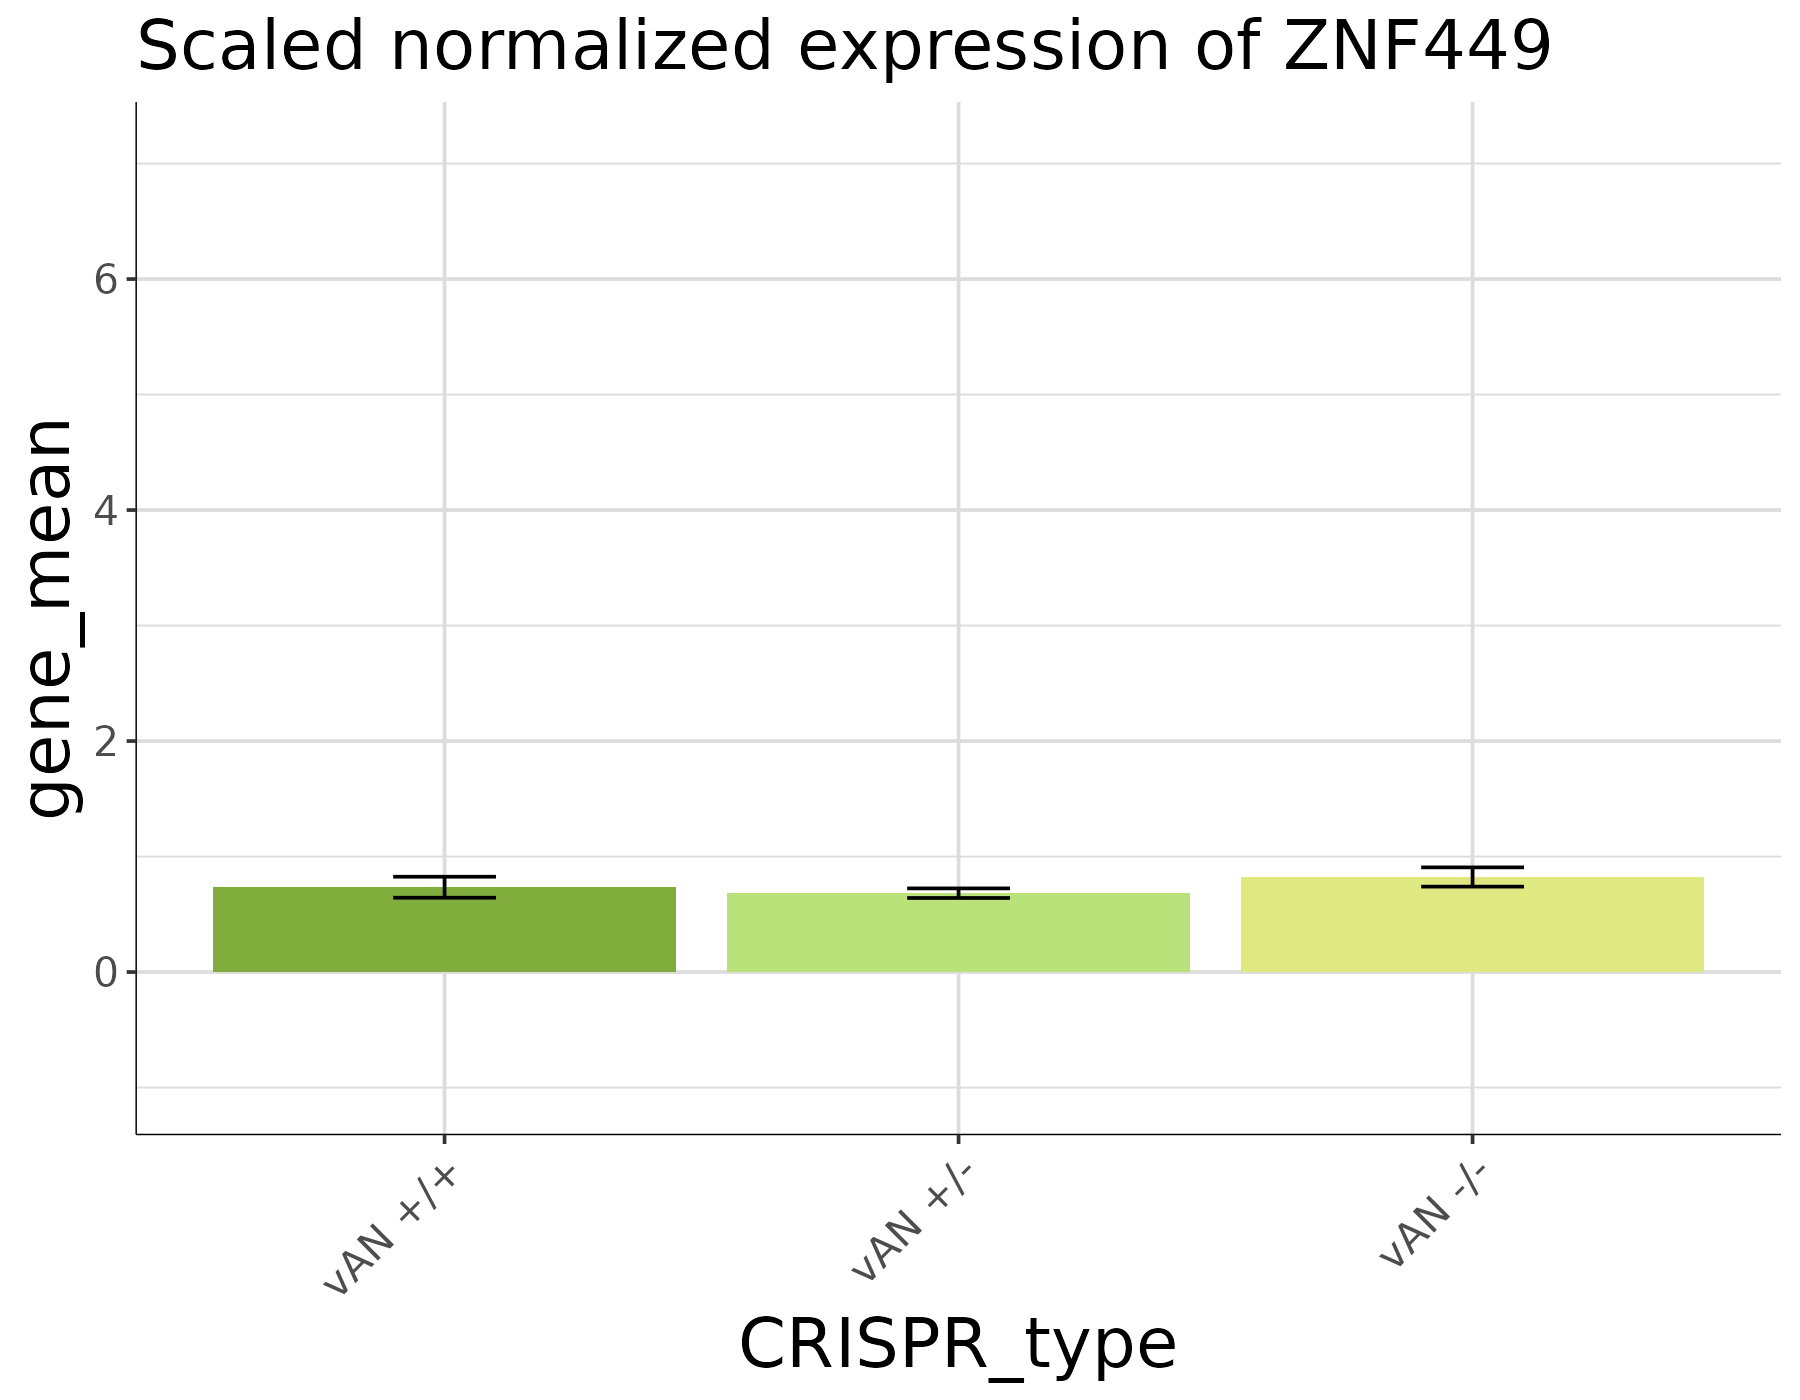 Scaled normalized expression of ZNF449
gene_mean
6
4
2
0
vAN +/+
vAN +/-
vAN -/-
CRISPR_type